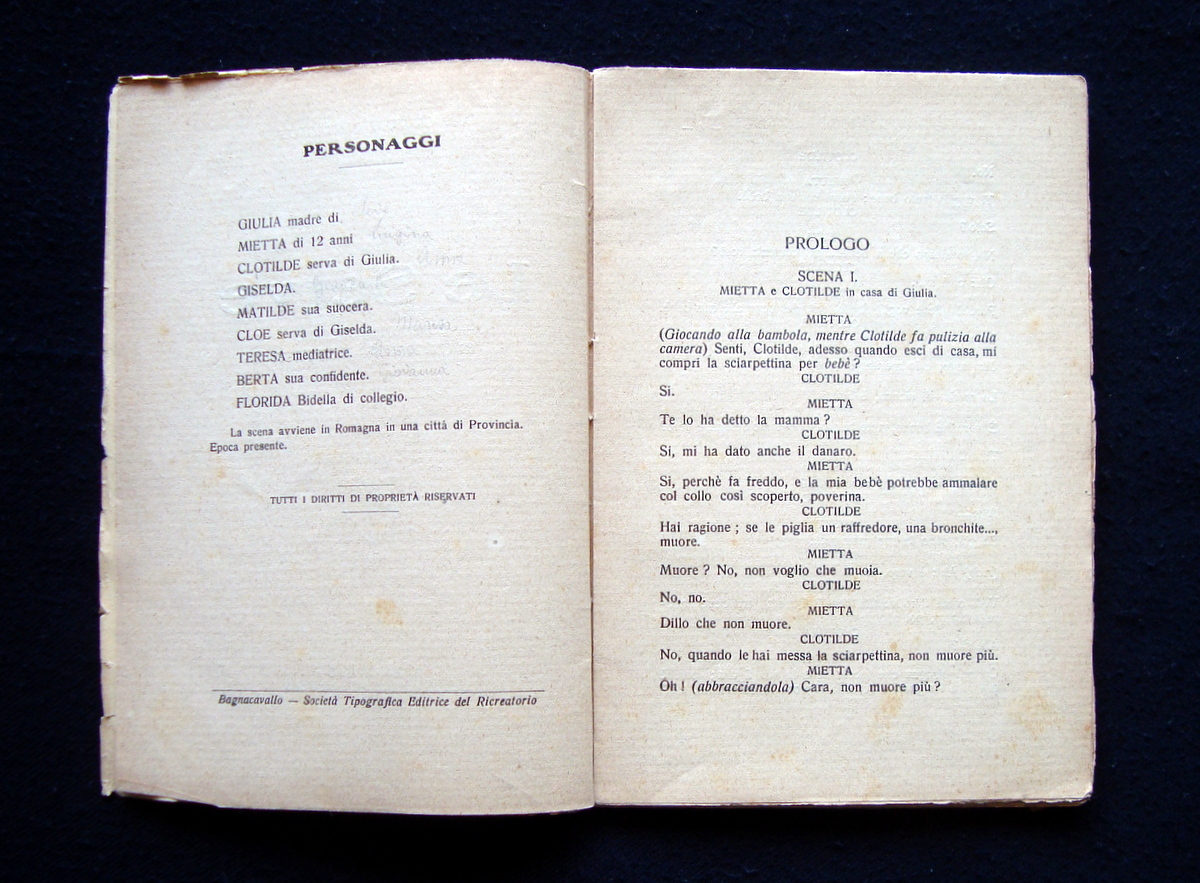 PERSONAGGI
GIULIA madre di
MIETTA di 12 anni
CLOTILDE serva di Giulia.
Anna
GISELDA.
MATILDE sua suocera.
CLOE serva di Giselda.
Maria
TERESA mediatrice.
BERTA sua confidente.
Giovanna
FLORIDA Bidella di collegio.
La scena avviene in Romagna in una città di Provincia.
Epoca presente.
TUTTI I DIRITTI DI PROPRIETÀ RISERVATI
Bagnacavallo — Società Tipografica Editrice del Ricreatorio
PROLOGO
SCENA I.
MIETTA e CLOTILDE in casa di Giulia.
MIETTA
(Giocando alla bambola, mentre Clotilde fa pulizia alla
camera) Senti, Clotilde, adesso quando esci di casa, mi
compri la sciarpettina per bebè ?
CLOTILDE
Si.
MIETTA
Te lo ha detto la mamma ?
CLOTILDE
Si, mi ha dato anche il danaro.
MIETTA
Si, perchè fa freddo, e la mia bebè potrebbe ammalare
col collo così scoperto, poverina.
CLOTILDE
Hai ragione ; se le piglia un raffredore, una bronchite...,
muore.
MIETTA
Muore ? No, non voglio che muoia.
CLOTILDE
No, no.
MIETTA
Dillo che non muore.
CLOTILDE
No, quando le hai messa la sciarpettina, non muore più.
MIETTA
Oh ! (abbracciandola) Cara, non muore più ?